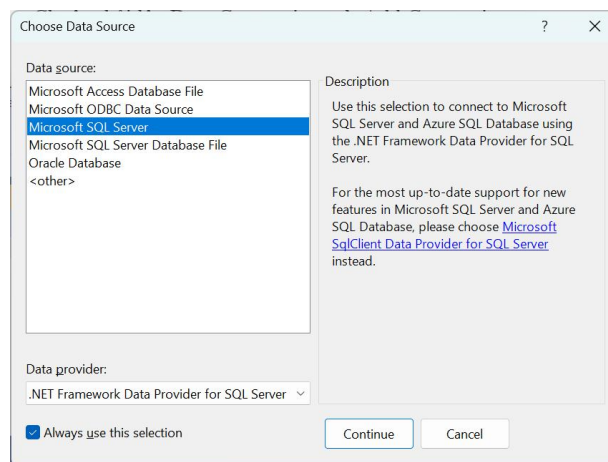 Choose Data Source
?
Data source:
Microsoft Access Database File
Microsoft ODBC Data Source
Microsoft SQL Server
Microsoft SQL Server Database File
Oracle Database
<other>
Description
Use this selection to connect to Microsoft
SQL Server and Azure SQL Database using
the .NET Framework Data Provider for SQL
Server.
For the most up-to-date support for new
features in Microsoft SQL Server and Azure
SQL Database, please choose Microsoft
SqlClient Data Provider for SQL Server
instead.
Data provider:
.NET Framework Data Provider for SQL Server
Always use this selection
Continue
Cancel